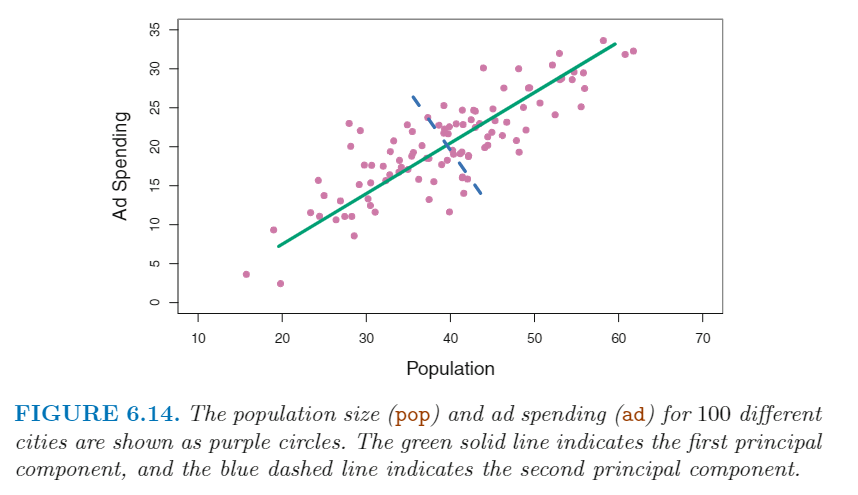 35
30
25
20
15
10
5
0
Ad Spending
10 20 30 40 50 60 70
Population
FIGURE 6.14. The population size (pop) and ad spending (ad) for 100 different
cities are shown as purple circles. The green solid line indicates the first principal
component, and the blue dashed line indicates the second principal component.